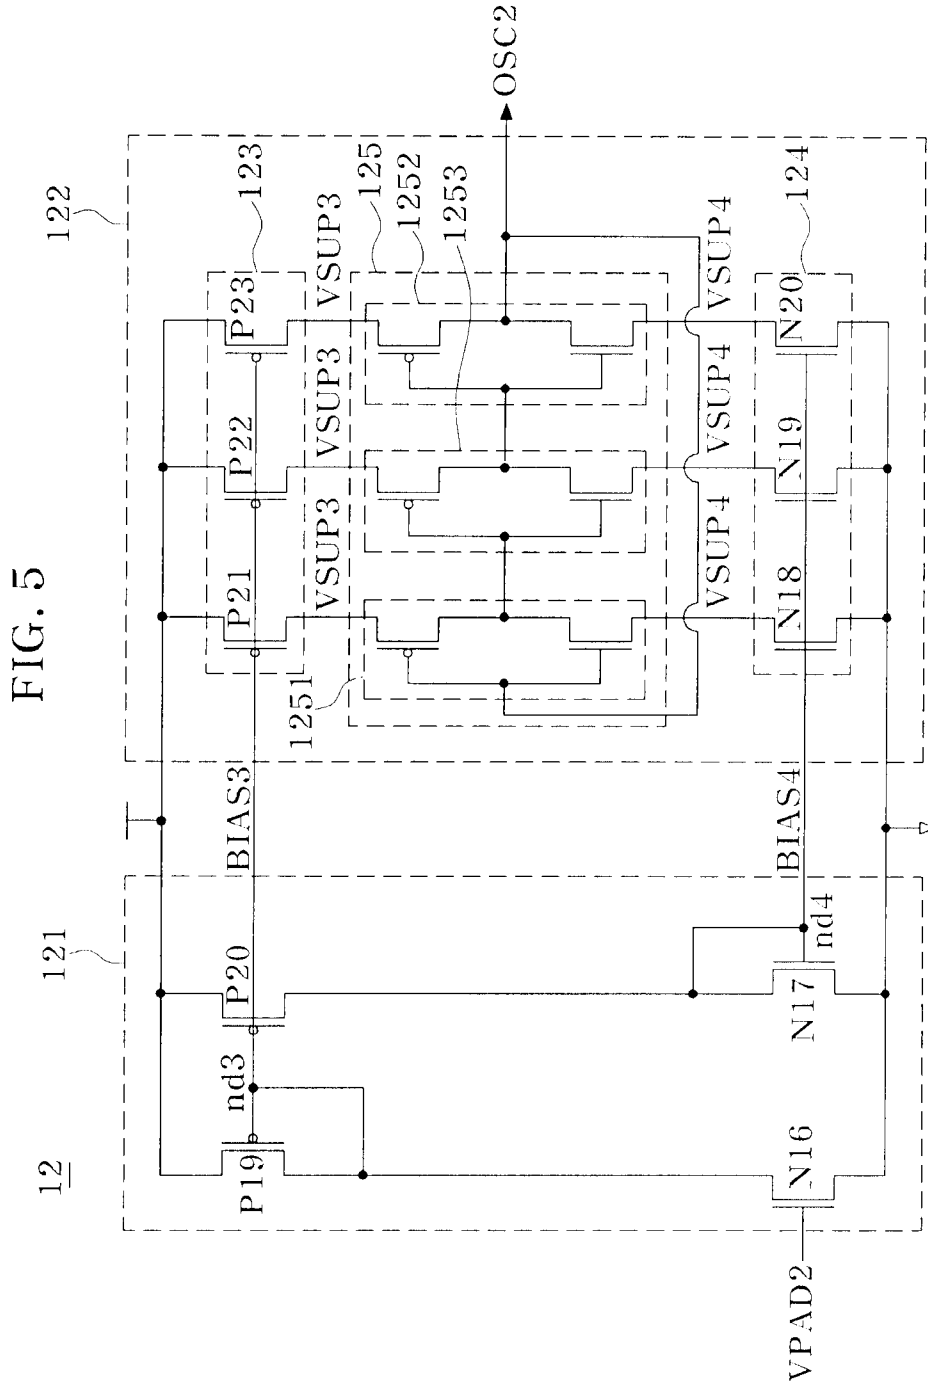 FIG. 5
12
121
122
P19
nd3
P20
BIAS3
P21
P22
P23
123
VSUP3
VSUP3
VSUP3
125
1251
1252
1253
OSC2
VSUP4
VSUP4
VSUP4
VPAD2
N16
N17
nd4
BIAS4
N18
N19
N20
124